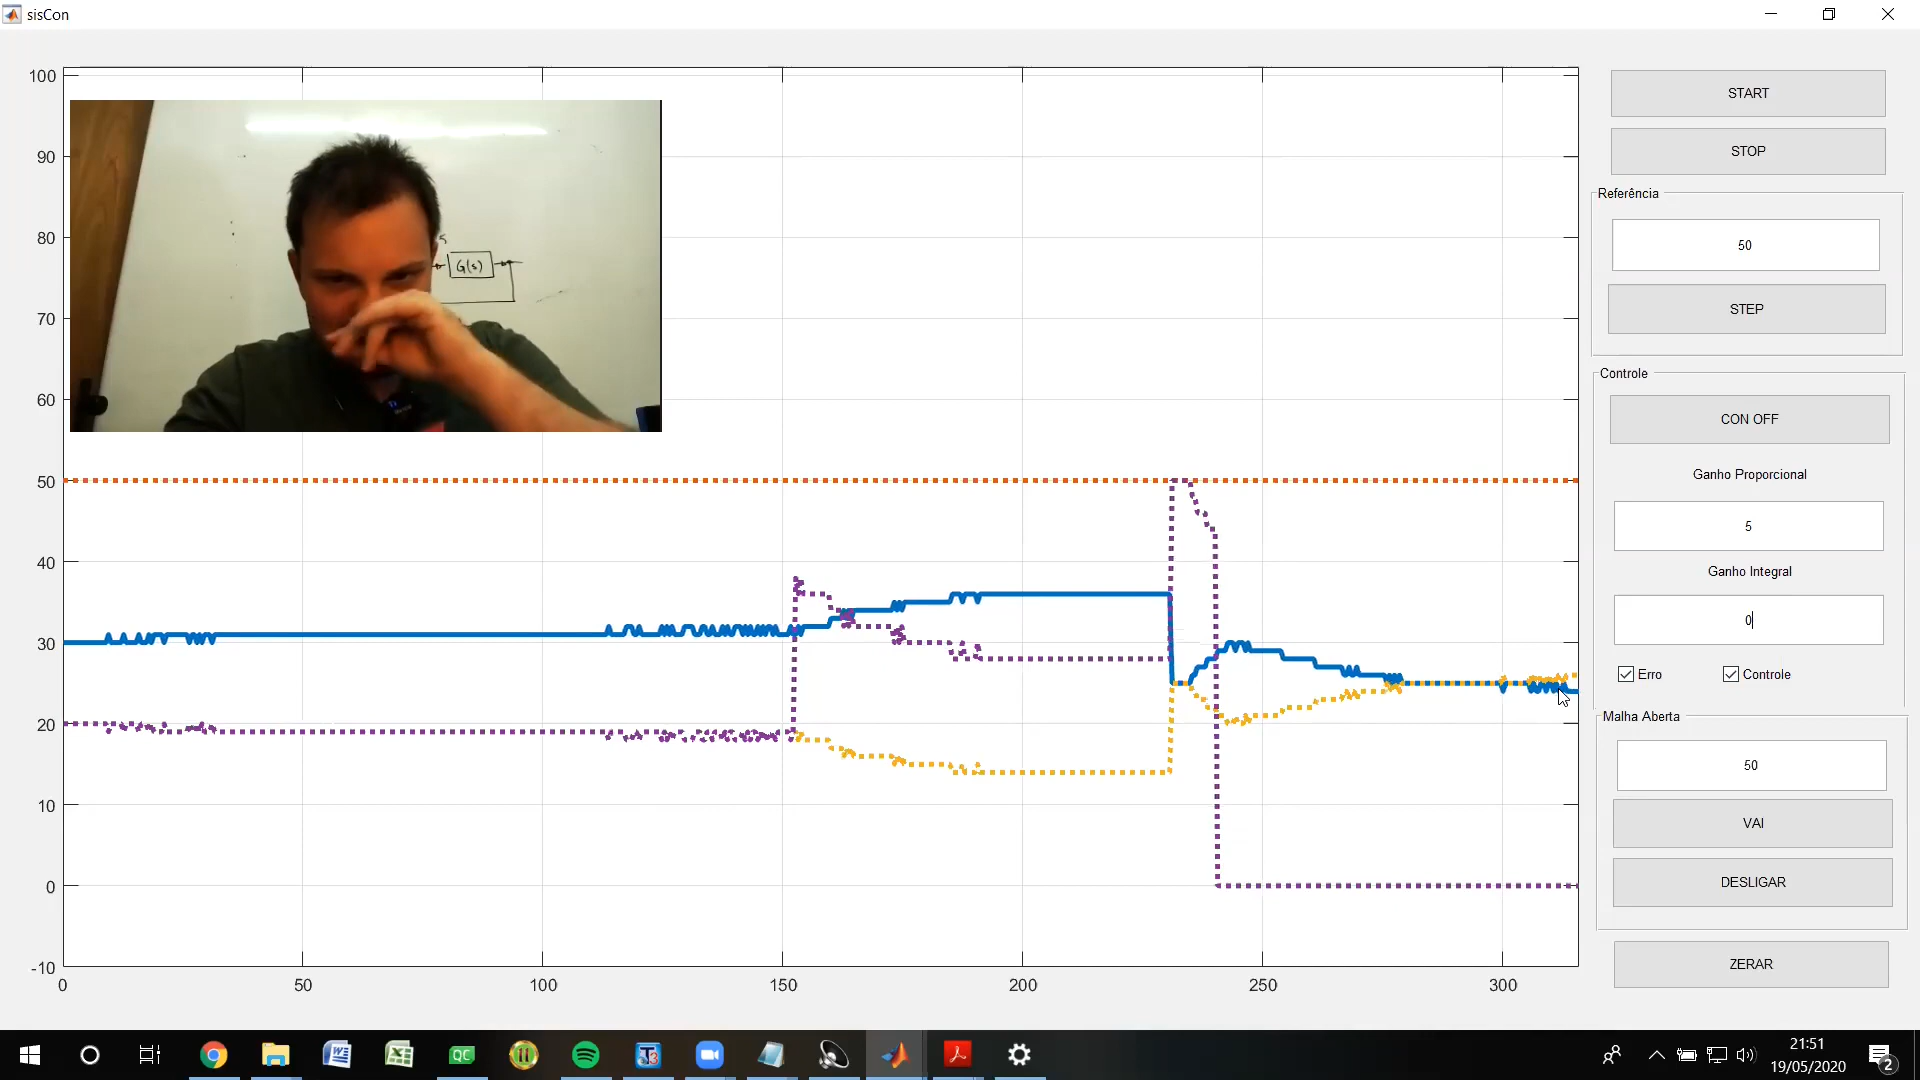 sisCon
100
90
80
70
60
50
40
30
20
10
0
-10
0
50
100
150
200
250
300
G(s)
START
STOP
Referência
50
STEP
Controle
CON OFF
Ganho Proporcional
5
Ganho Integral
0
Erro
Controle
Malha Aberta
50
VAI
DESLIGAR
ZERAR
QC
T3
21:51
19/05/2020
2